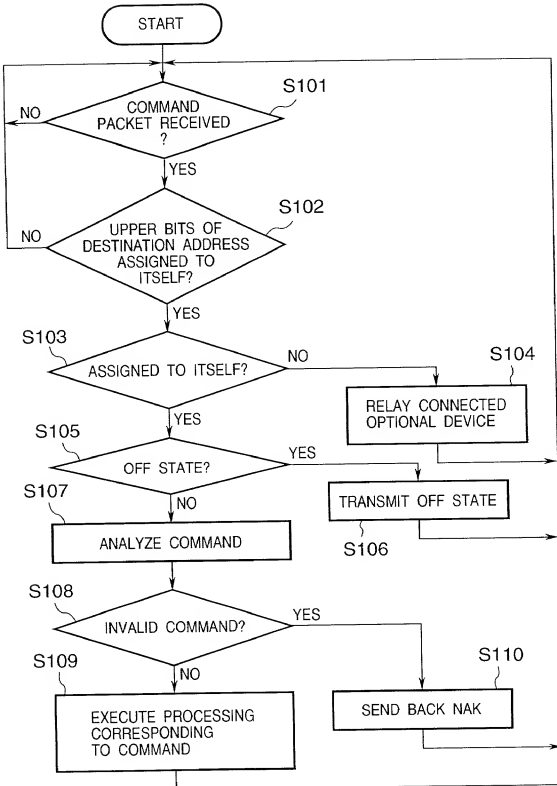 START
S101
COMMAND
PACKET RECEIVED
?
NO
YES
S102
UPPER BITS OF
DESTINATION ADDRESS
ASSIGNED TO
ITSELF?
NO
YES
S103
ASSIGNED TO ITSELF?
NO
S104
RELAY CONNECTED
OPTIONAL DEVICE
YES
S105
OFF STATE?
YES
TRANSMIT OFF STATE
S106
NO
S107
ANALYZE COMMAND
S108
INVALID COMMAND?
YES
NO
S109
EXECUTE PROCESSING
CORRESPONDING
TO COMMAND
S110
SEND BACK NAK